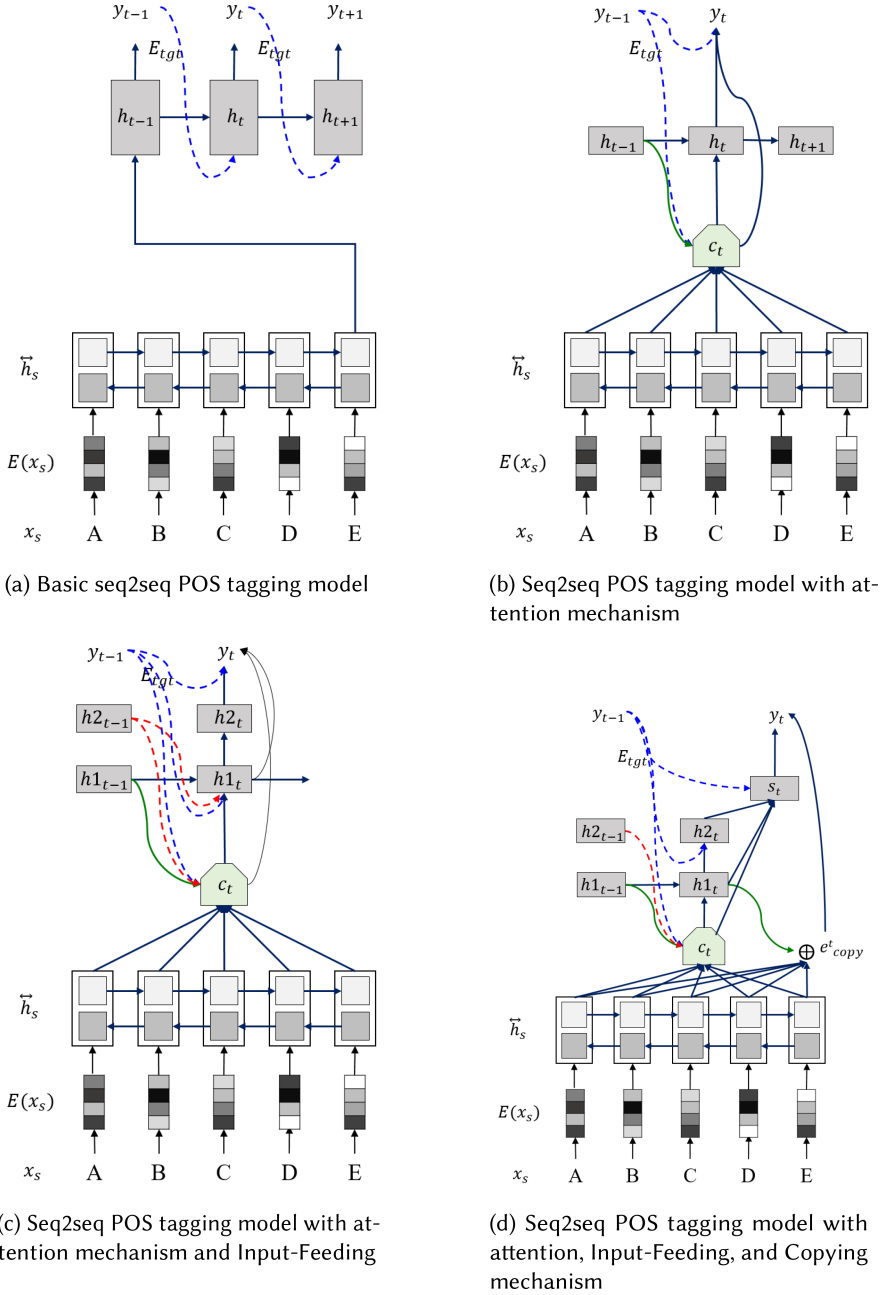 y_{t−1} y_t y_{t+1}
E_{tgt} E_{tgt}
h_{t−1} h_t h_{t+1}
↔h_s
E(x_s)
x_s A B C D E
(a) Basic seq2seq POS tagging model
y_{t−1} y_t
E_{tgt}
h_{t−1} h_t h_{t+1}
c_t
↔h_s
E(x_s)
x_s A B C D E
(b) Seq2seq POS tagging model with at-
tention mechanism
y_{t−1} y_t
E_{tgt}
h2_{t−1} h2_t
h1_{t−1} h1_t
c_t
↔h_s
E(x_s)
x_s A B C D E
(c) Seq2seq POS tagging model with at-
tention mechanism and Input-Feeding
y_{t−1} y_t
E_{tgt}
s_t
h2_{t−1} h2_t
h1_{t−1} h1_t
c_t ⊕ e^t_{copy}
↔h_s
E(x_s)
x_s A B C D E
(d) Seq2seq POS tagging model with
attention, Input-Feeding, and Copying
mechanism